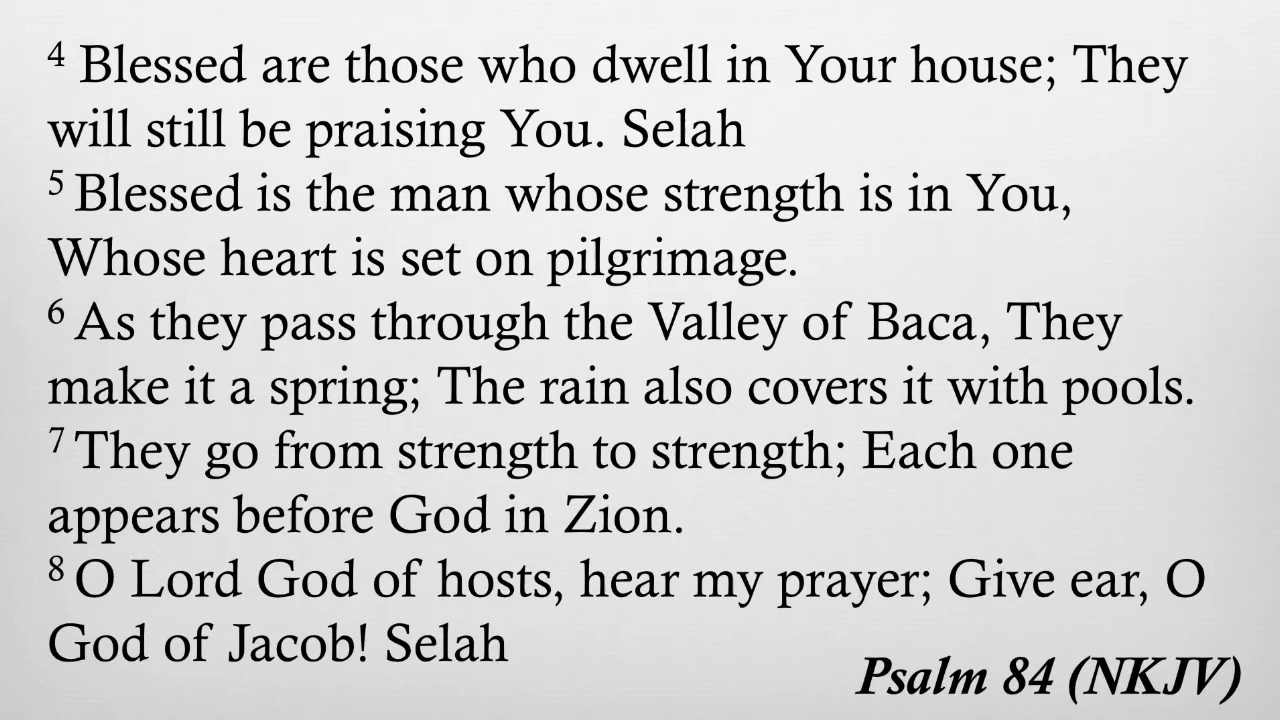 4 Blessed are those who dwell in Your house; They
will still be praising You. Selah
5 Blessed is the man whose strength is in You,
Whose heart is set on pilgrimage.
6 As they pass through the Valley of Baca, They
make it a spring; The rain also covers it with pools.
7 They go from strength to strength; Each one
appears before God in Zion.
8 O Lord God of hosts, hear my prayer; Give ear, O
God of Jacob! Selah
Psalm 84 (NKJV)